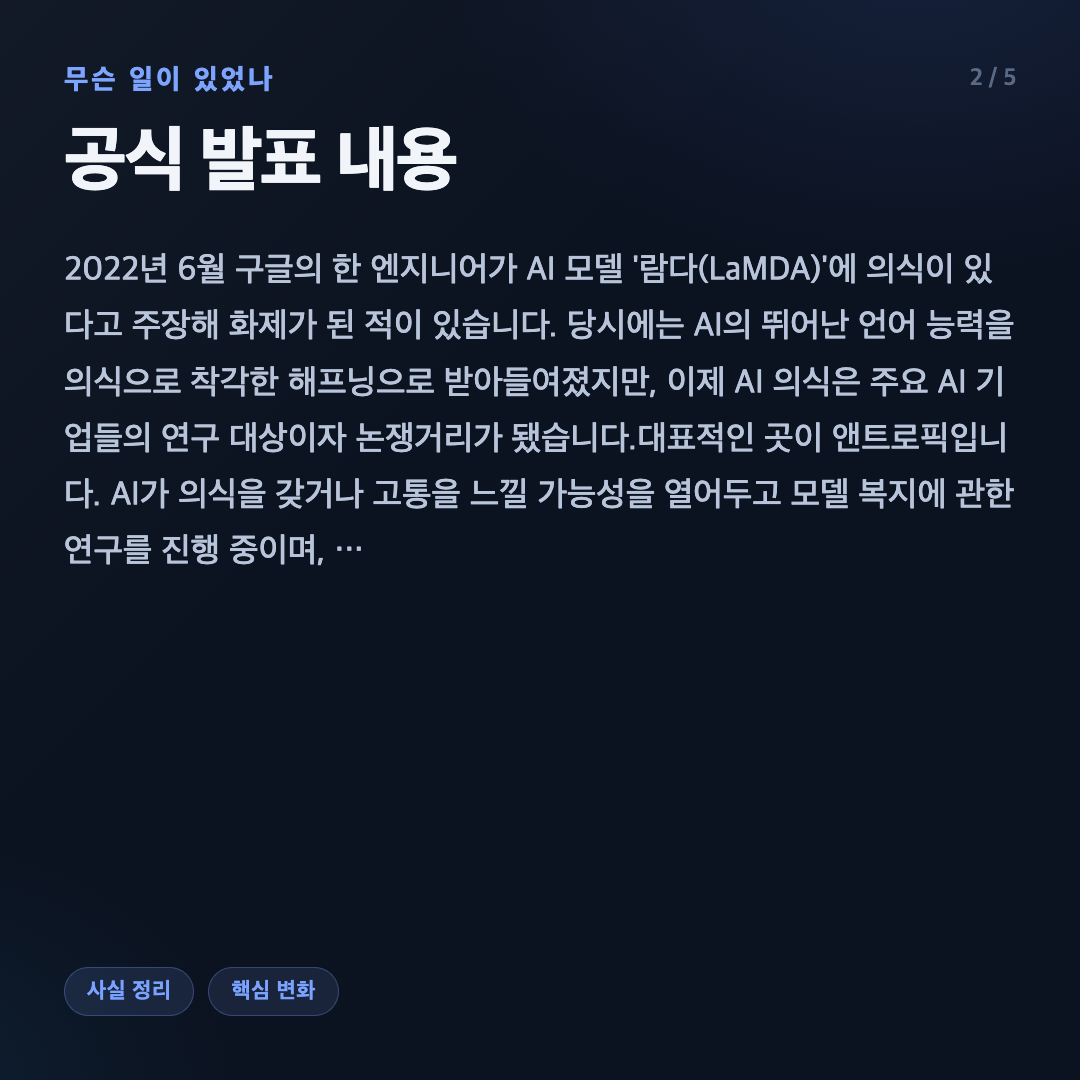 무슨 일이 있었나
2 / 5
공식 발표 내용
2022년 6월 구글의 한 엔지니어가 AI 모델 '람다(LaMDA)'에 의식이 있
다고 주장해 화제가 된 적이 있습니다. 당시에는 AI의 뛰어난 언어 능력을
의식으로 착각한 해프닝으로 받아들여졌지만, 이제 AI 의식은 주요 AI 기
업들의 연구 대상이자 논쟁거리가 됐습니다.대표적인 곳이 앤트로픽입니
다. AI가 의식을 갖거나 고통을 느낄 가능성을 열어두고 모델 복지에 관한
연구를 진행 중이며, …
사실 정리
핵심 변화